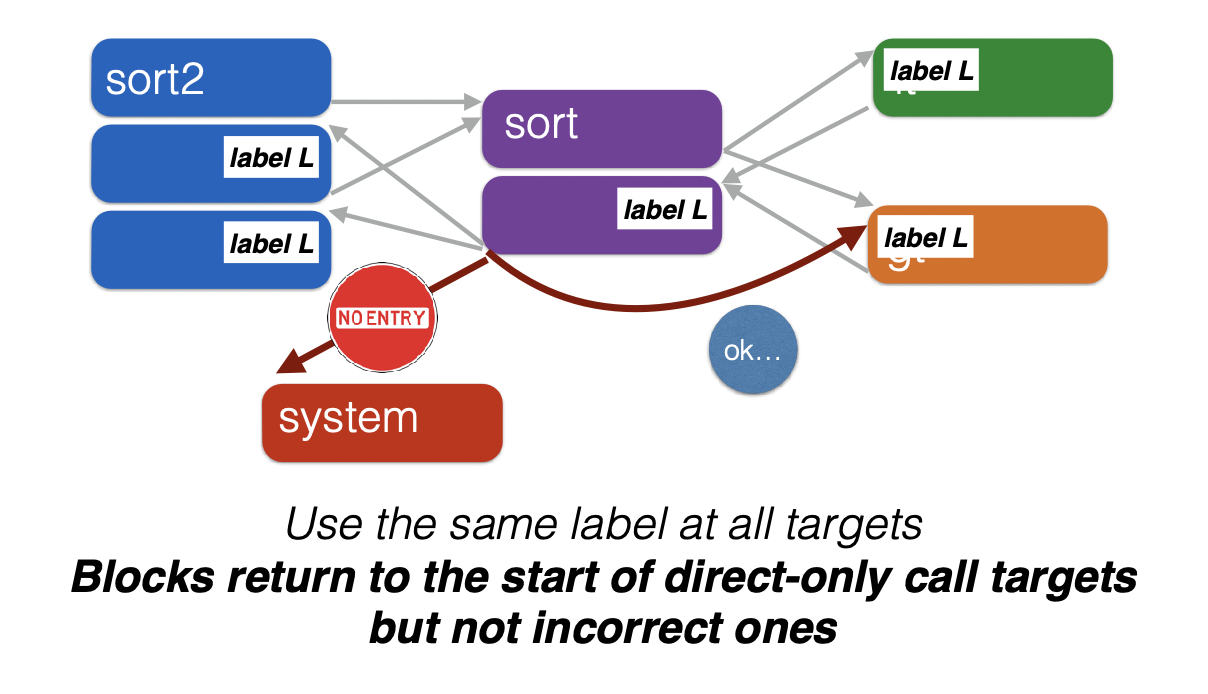 sort2
label L
label L
sort
label L
label L
label L
NO ENTRY
ok…
system
Use the same label at all targets
Blocks return to the start of direct-only call targets
but not incorrect ones